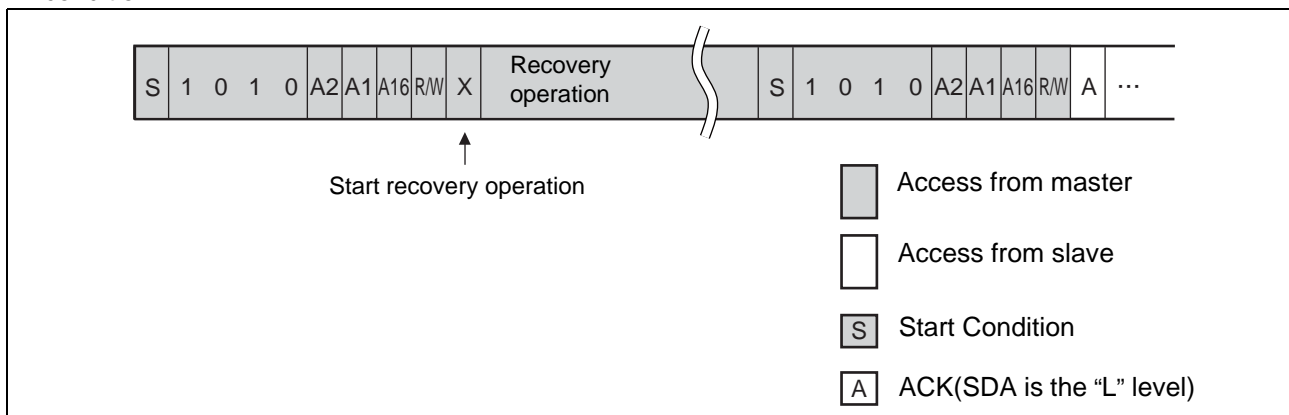 S 1 0 1 0 A2 A1 A16 R/W X Recovery operation S 1 0 1 0 A2 A1 A16 R/W A ...
Start recovery operation
Access from master
Access from slave
S Start Condition
A ACK(SDA is the “L” level)